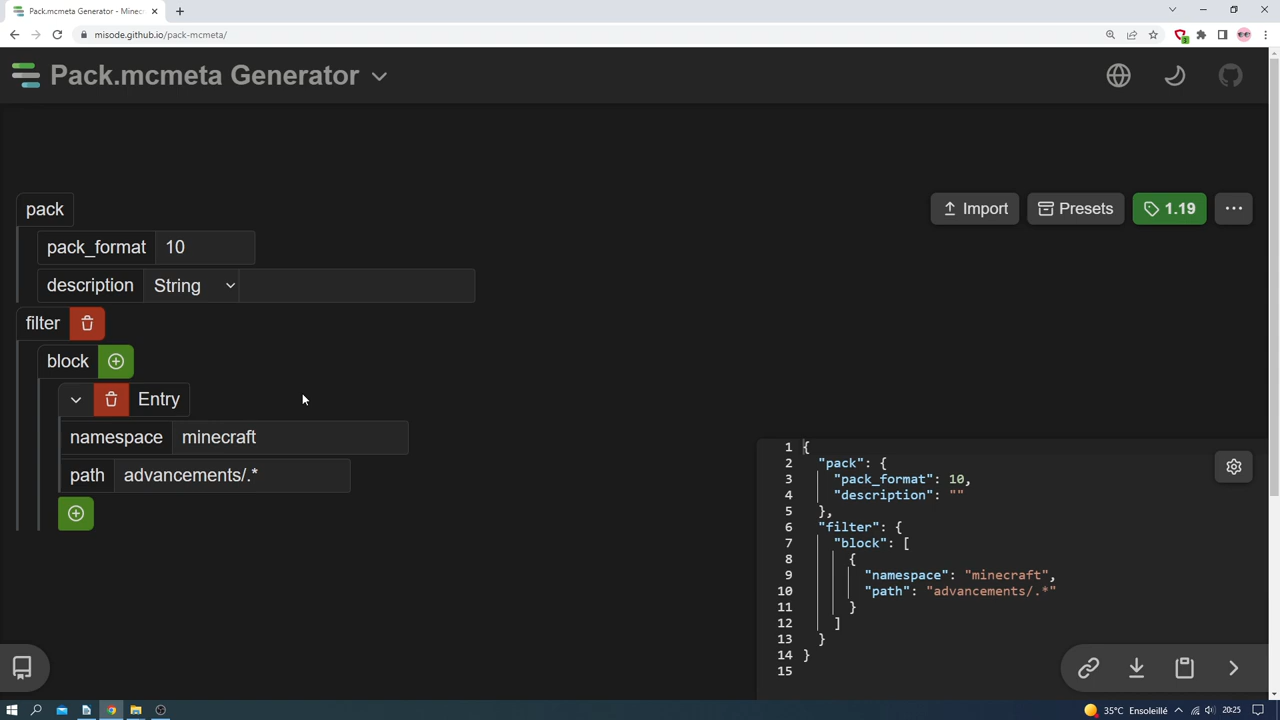 Pack.mcmeta Generator - Minec
misode.github.io/pack-mcmeta/
3
Pack.mcmeta Generator
pack
Import
Presets
1.19
pack_format 10
description String
filter
block
Entry
namespace minecraft
path advancements/.*
1 {
2 "pack": {
3 "pack_format": 10,
4 "description": ""
5 },
6 "filter": {
7 "block": [
8 {
9 "namespace": "minecraft",
10 "path": "advancements/.*"
11 }
12 ]
13 }
14 }
15
35°C Ensoleillé 20:25